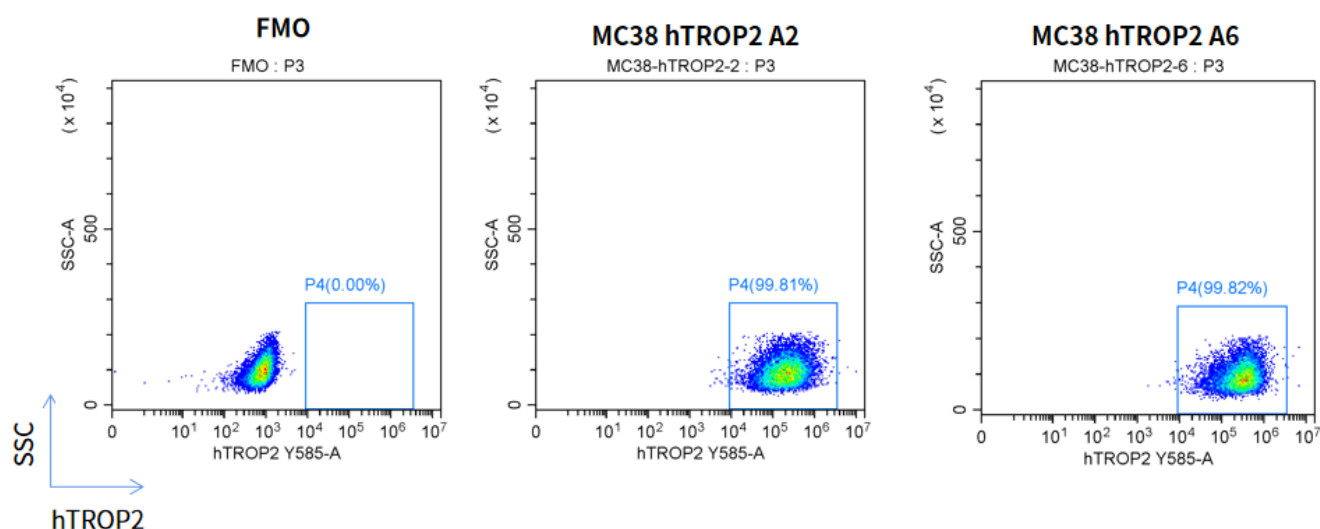 FMO
FMO : P3
(x 10⁴)
SSC-A
500
0
P4(0.00%)
0 10¹ 10² 10³ 10⁴ 10⁵ 10⁶ 10⁷
hTROP2 Y585-A
MC38 hTROP2 A2
MC38-hTROP2-2 : P3
(x 10⁴)
SSC-A
500
0
P4(99.81%)
0 10¹ 10² 10³ 10⁴ 10⁵ 10⁶ 10⁷
hTROP2 Y585-A
MC38 hTROP2 A6
MC38-hTROP2-6 : P3
(x 10⁴)
SSC-A
500
0
P4(99.82%)
0 10¹ 10² 10³ 10⁴ 10⁵ 10⁶ 10⁷
hTROP2 Y585-A
SSC
hTROP2